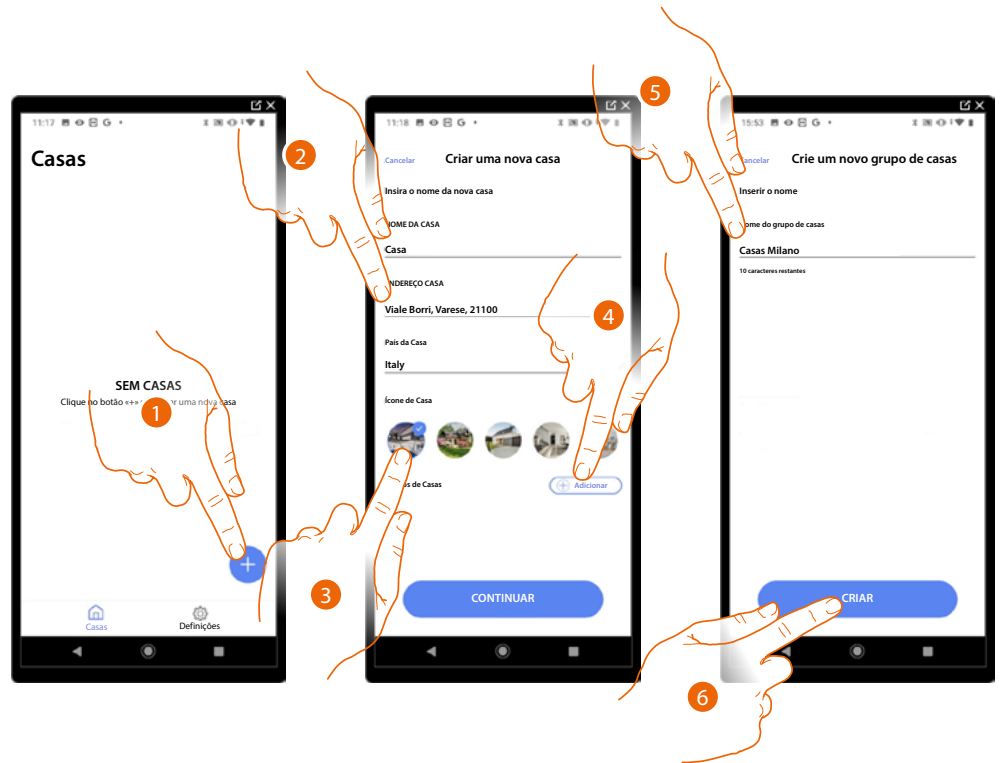 11:17
Casas
SEM CASAS
Clique no botão «+» uma nova casa
1
Casas
Definições
2
11:18
Cancelar Criar uma nova casa
Insira o nome da nova casa
NOME DA CASA
Casa
ENDEREÇO CASA
Viale Borri, Varese, 21100
País da Casa
Italy
Ícone de Casa
de Casas
Adicionar
CONTINUAR
3
4
5
15:53
Cancelar Crie um novo grupo de casas
Inserir o nome
Nome do grupo de casas
Casas Milano
10 caracteres restantes
CRIAR
6